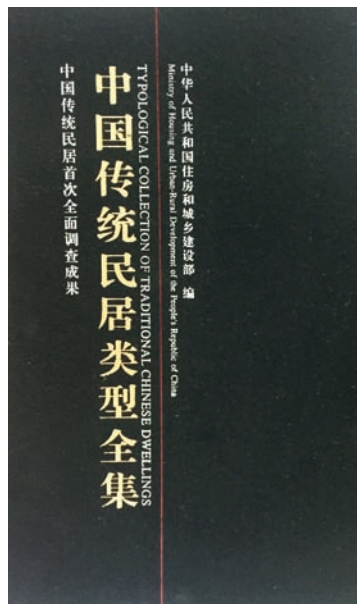 中华人民共和国住房和城乡建设部 编
Ministry of Housing and Urban-Rural Development of the People's Republic of China
TYPOLOGICAL COLLECTION OF TRADITIONAL CHINESE DWELLINGS
中国传统民居类型全集
中国传统民居首次全面调查成果